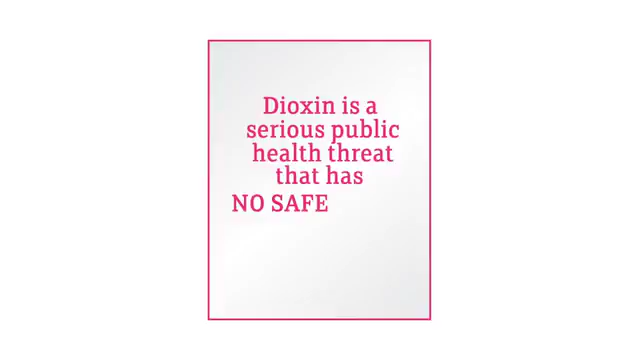 Dioxin is a
serious public
health threat
that has
NO SAFE